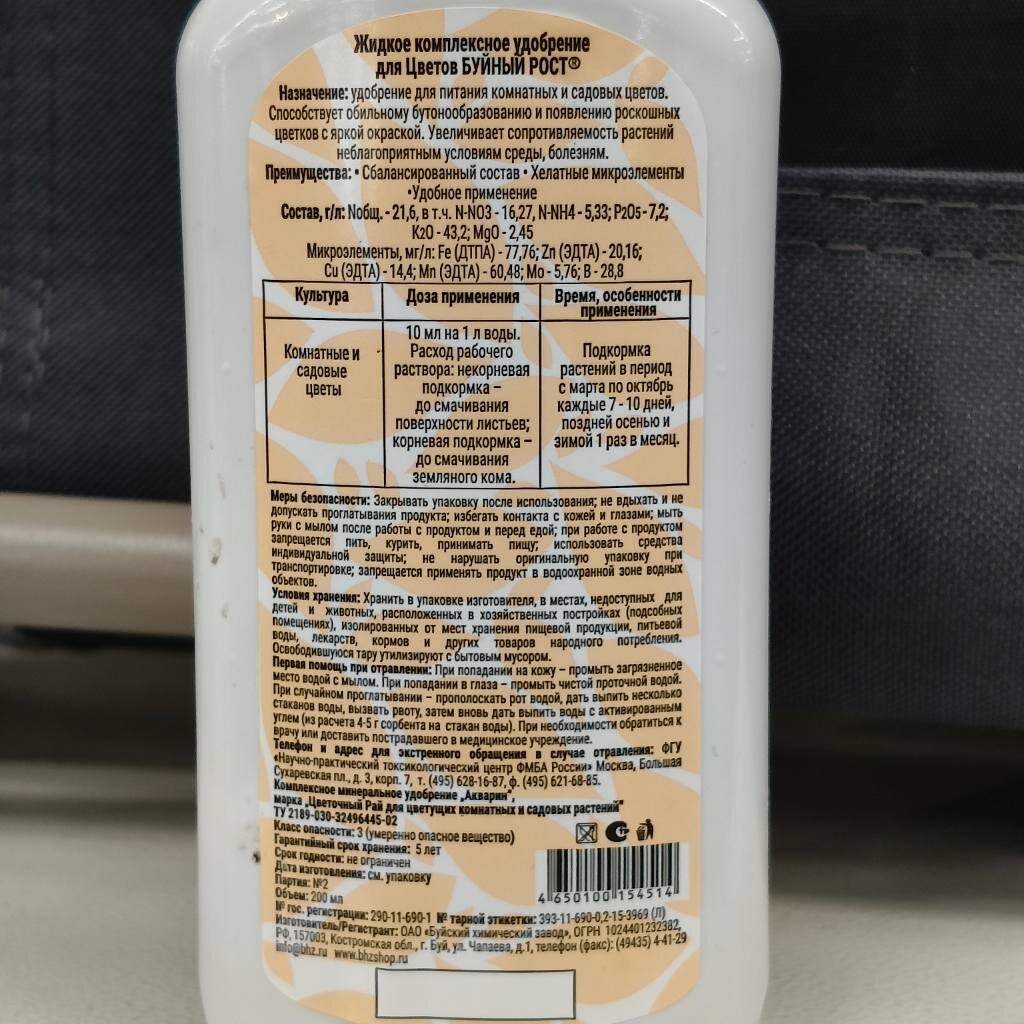 Жидкое комплексное удобрение
для Цветов БУЙНЫЙ РОСТ®
Назначение: удобрение для питания комнатных и садовых цветов.
Способствует обильному бутонообразованию и появлению роскошных
цветков с яркой окраской. Увеличивает сопротивляемость растений
неблагоприятным условиям среды, болезням.
Преимущества: • Сбалансированный состав • Хелатные микроэлементы
•Удобное применение
Состав, г/л: Nобщ. - 21,6, в т.ч. N-NO3 - 16,27, N-NH4 - 5,33; P2O5 - 7,2;
K2O - 43,2; MgO - 2,45
Микроэлементы, мг/л: Fe (ДТПА) - 77,76; Zn (ЭДТА) - 20,16;
Cu (ЭДТА) - 14,4; Mn (ЭДТА) - 60,48; Mo - 5,76; B - 28,8
Культура
Доза применения
Время, особенности
применения
Комнатные и
садовые
цветы
10 мл на 1 л воды.
Расход рабочего
раствора: некорневая
подкормка –
до смачивания
поверхности листьев;
корневая подкормка –
до смачивания
земляного кома.
Подкормка
растений в период
с марта по октябрь
каждые 7 - 10 дней,
поздней осенью и
зимой 1 раз в месяц.
Меры безопасности: Закрывать упаковку после использования; не вдыхать и не
допускать проглатывания продукта; избегать контакта с кожей и глазами; мыть
руки с мылом после работы с продуктом и перед едой; при работе с продуктом
запрещается пить, курить, принимать пищу; использовать средства
индивидуальной защиты; не нарушать оригинальную упаковку при
транспортировке; запрещается применять продукт в водоохранной зоне водных
объектов.
Условия хранения: Хранить в упаковке изготовителя, в местах, недоступных для
детей и животных, расположенных в хозяйственных постройках (подсобных
помещениях), изолированных от мест хранения пищевой продукции, питьевой
воды, лекарств, кормов и других товаров народного потребления.
Освободившуюся тару утилизируют с бытовым мусором.
Первая помощь при отравлении: При попадании на кожу – промыть загрязненное
место водой с мылом. При попадании в глаза – промыть чистой проточной водой.
При случайном проглатывании – прополоскать рот водой, дать выпить несколько
стаканов воды, вызвать рвоту, затем вновь дать выпить воды с активированным
углем (из расчета 4-5 г сорбента на стакан воды). При необходимости обратиться к
врачу или доставить пострадавшего в медицинское учреждение.
Телефон и адрес для экстренного обращения в случае отравления: ФГУ
«Научно-практический токсикологический центр ФМБА России» Москва, Большая
Сухаревская пл., д. 3, корп. 7, т. (495) 628-16-87, ф. (495) 621-68-85.
Комплексное минеральное удобрение „Акварин",
марка „Цветочный Рай для цветущих комнатных и садовых растений"
ТУ 2189-030-32496445-02
Класс опасности: 3 (умеренно опасное вещество)
Гарантийный срок хранения: 5 лет
Срок годности: не ограничен
Дата изготовления: см. упаковку
Партия: №2
Объем: 200 мл
4 650100 154514
№ гос. регистрации: 290-11-690-1 № тарной этикетки: 393-11-690-0,2-15-3969 (Л)
Изготовитель/Регистрант: ОАО «Буйский химический завод», ОГРН 1024401232382,
РФ, 157003, Костромская обл., г. Буй, ул. Чапаева, д.1, телефон (факс): (49435) 4-41-29
info@bhz.ru www.bhzshop.ru